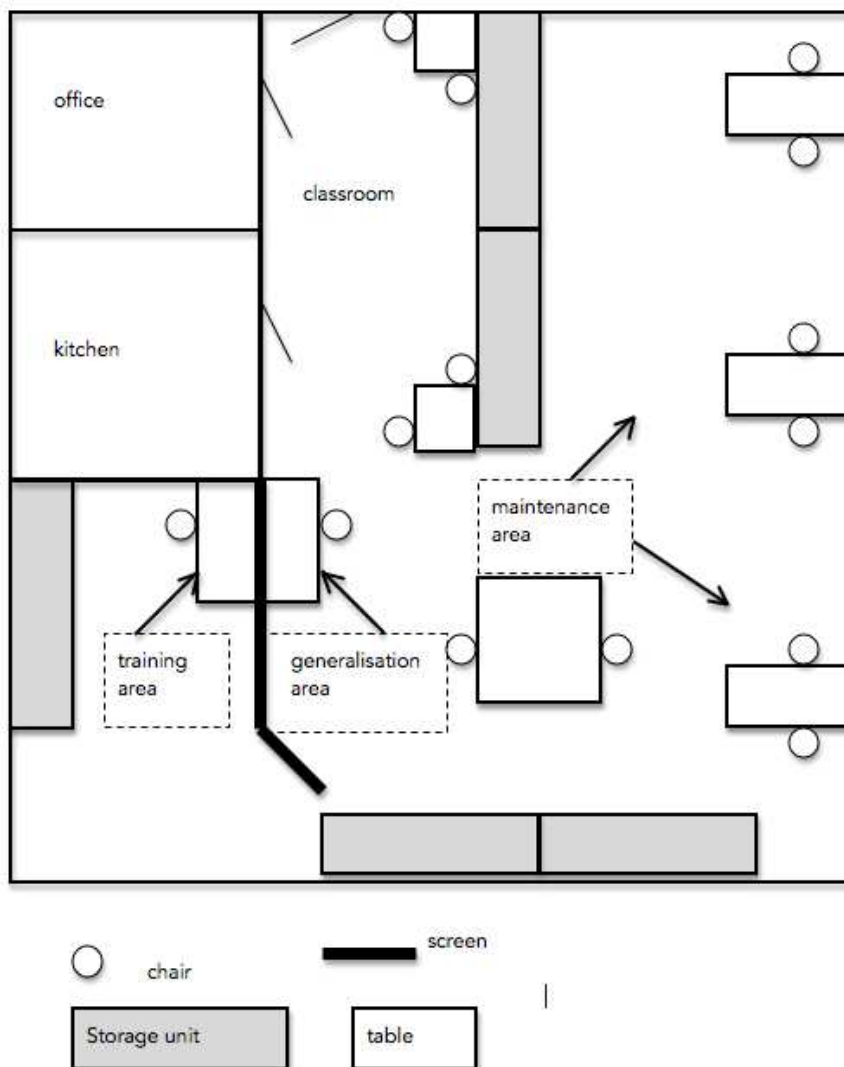 office
classroom
kitchen
maintenance
area
training
area
generalisation
area
screen
chair
Storage unit
table